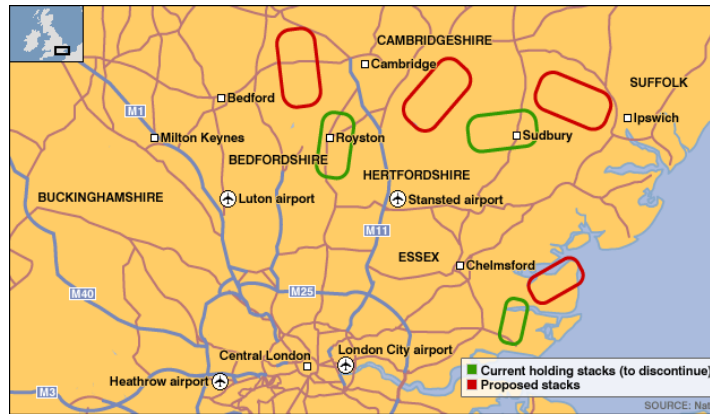 CAMBRIDGESHIRE
Cambridge
SUFFOLK
Bedford
M1
Ipswich
Milton Keynes
Royston
Sudbury
BEDFORDSHIRE
HERTFORDSHIRE
BUCKINGHAMSHIRE
Luton airport
Stansted airport
M11
ESSEX
Chelmsford
M40
M25
Central London
London City airport
Heathrow airport
M3
Current holding stacks (to discontinue)
Proposed stacks
SOURCE: